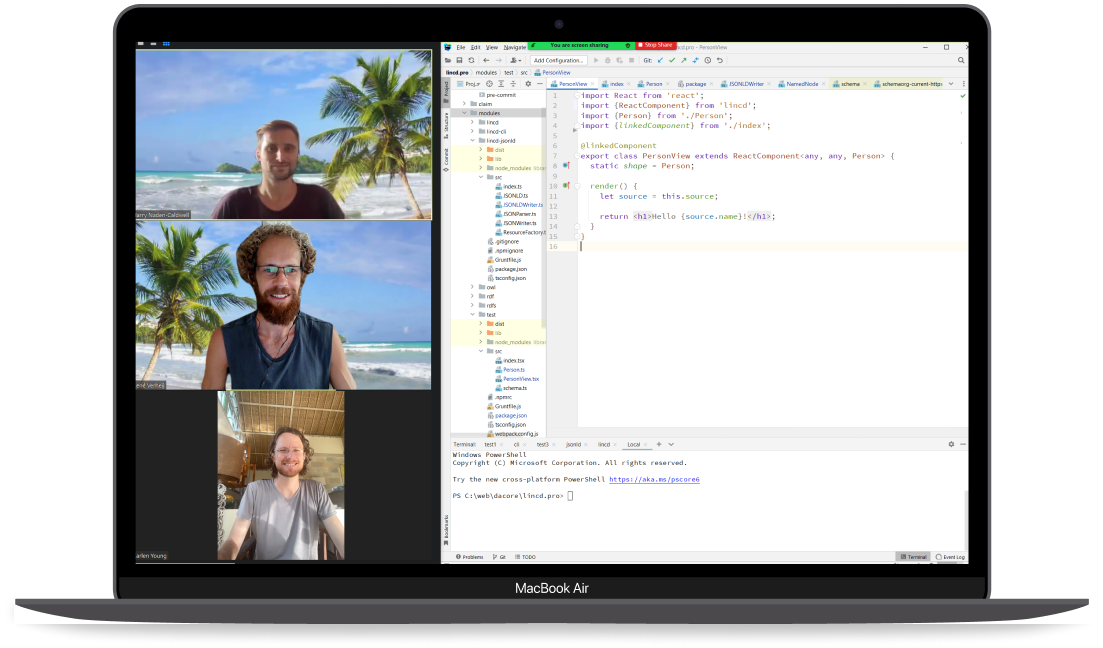 File Edit View Navigate
You are screen sharing
Stop Share
lincd.pro - PersonView
Add Configuration...
Git:
lincd.pro modules test src PersonView
PersonView index Person package JSONLDWriter NamedNode schema schemaorg-current-https
Project
Structure
Commit
Bookmarks
pre-commit
claim
modules
lincd
lincd-cli
lincd-jsonld
dist
lib
node_modules
src
index.ts
JSONLD.ts
JSONLDWriter.ts
JSONParser.ts
JSONWriter.ts
ResourceFactory.t
.gitignore
.npmignore
Gruntfile.js
package.json
tsconfig.json
owl
rdf
rdfs
test
dist
lib
node_modules
src
index.tsx
Person.ts
PersonView.tsx
schema.ts
.npmrc
Gruntfile.js
package.json
tsconfig.json
webpack.config.js
1 import React from 'react';
2 import {ReactComponent} from 'lincd';
3 import {Person} from './Person';
4 import {linkedComponent} from './index';
5
6 @linkedComponent
7 export class PersonView extends ReactComponent<any, any, Person> {
8 static shape = Person;
9
10 render() {
11 let source = this.source;
12
13 return <h1>Hello {source.name}!</h1>;
14 }
15 }
16
Terminal: test1 cli test3 jsonld lincd Local
Windows PowerShell
Copyright (C) Microsoft Corporation. All rights reserved.
Try the new cross-platform PowerShell https://aka.ms/pscore6
PS C:\web\dacore\lincd.pro>
Problems Git TODO
Terminal Event Log
arry Naden-Caldwell
arlen Young
MacBook Air